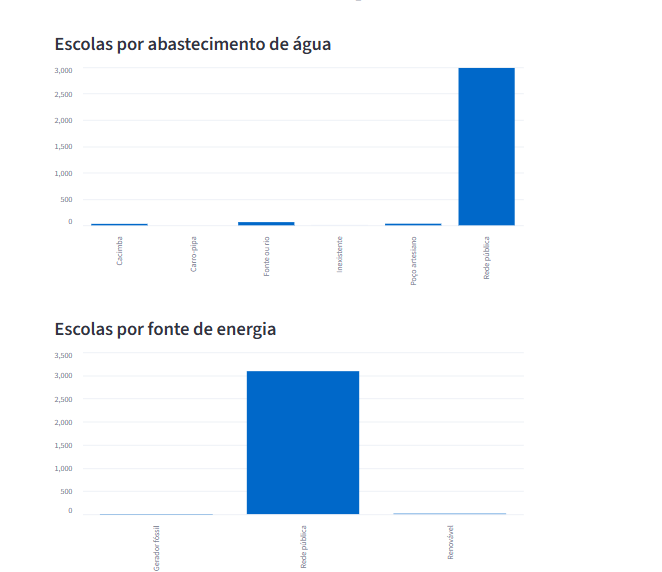 Escolas por abastecimento de água
3,000
2,500
2,000
1,500
1,000
500
0
Cacimba
Carro-pipa
Fonte ou rio
Inexistente
Poço artesiano
Rede pública
Escolas por fonte de energia
3,500
3,000
2,500
2,000
1,500
1,000
500
0
Gerador fóssil
Rede pública
Renovável